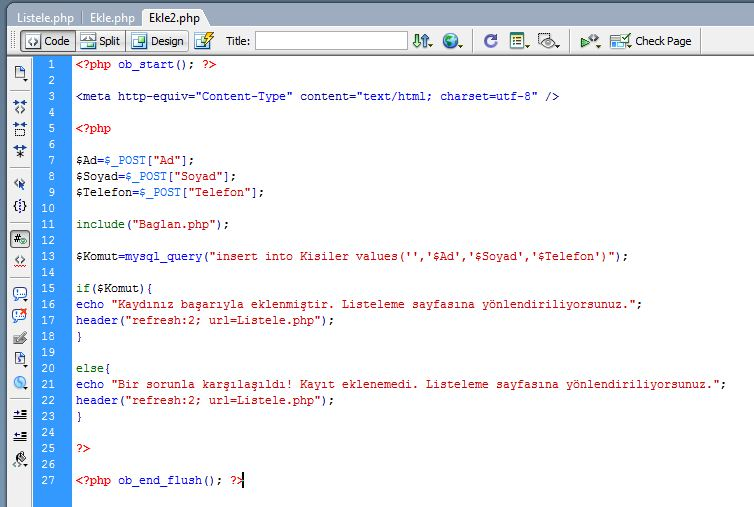 Listele.php Ekle.php Ekle2.php
Code Split Design Title: Check Page
1 <?php ob_start(); ?>
2
3 <meta http-equiv="Content-Type" content="text/html; charset=utf-8" />
4
5 <?php
6
7 $Ad=$_POST["Ad"];
8 $Soyad=$_POST["Soyad"];
9 $Telefon=$_POST["Telefon"];
10
11 include("Baglan.php");
12
13 $Komut=mysql_query("insert into Kisiler values('','$Ad','$Soyad','$Telefon')");
14
15 if($Komut){
16 echo "Kaydınız başarıyla eklenmiştir. Listeleme sayfasına yönlendiriliyorsunuz.";
17 header("refresh:2; url=Listele.php");
18 }
19
20 else{
21 echo "Bir sorunla karşılaşıldı! Kayıt eklenemedi. Listeleme sayfasına yönlendiriliyorsunuz.";
22 header("refresh:2; url=Listele.php");
23 }
24
25 ?>
26
27 <?php ob_end_flush(); ?>